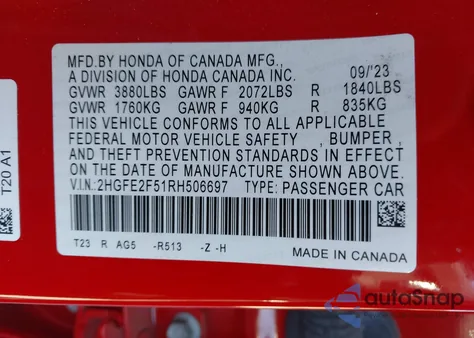 MFD.BY HONDA OF CANADA MFG.,
A DIVISION OF HONDA CANADA INC. 09/'23
GVWR 3880LBS GAWR F 2072LBS R 1840LBS
GVWR 1760KG GAWR F 940KG R 835KG
THIS VEHICLE CONFORMS TO ALL APPLICABLE
FEDERAL MOTOR VEHICLE SAFETY , BUMPER ,
AND THEFT PREVENTION STANDARDS IN EFFECT
ON THE DATE OF MANUFACTURE SHOWN ABOVE.
V.I.N.:2HGFE2F51RH506697 TYPE: PASSENGER CAR
T23 R AG5 -R513 -Z -H
MADE IN CANADA
T20 A1
autoSnap